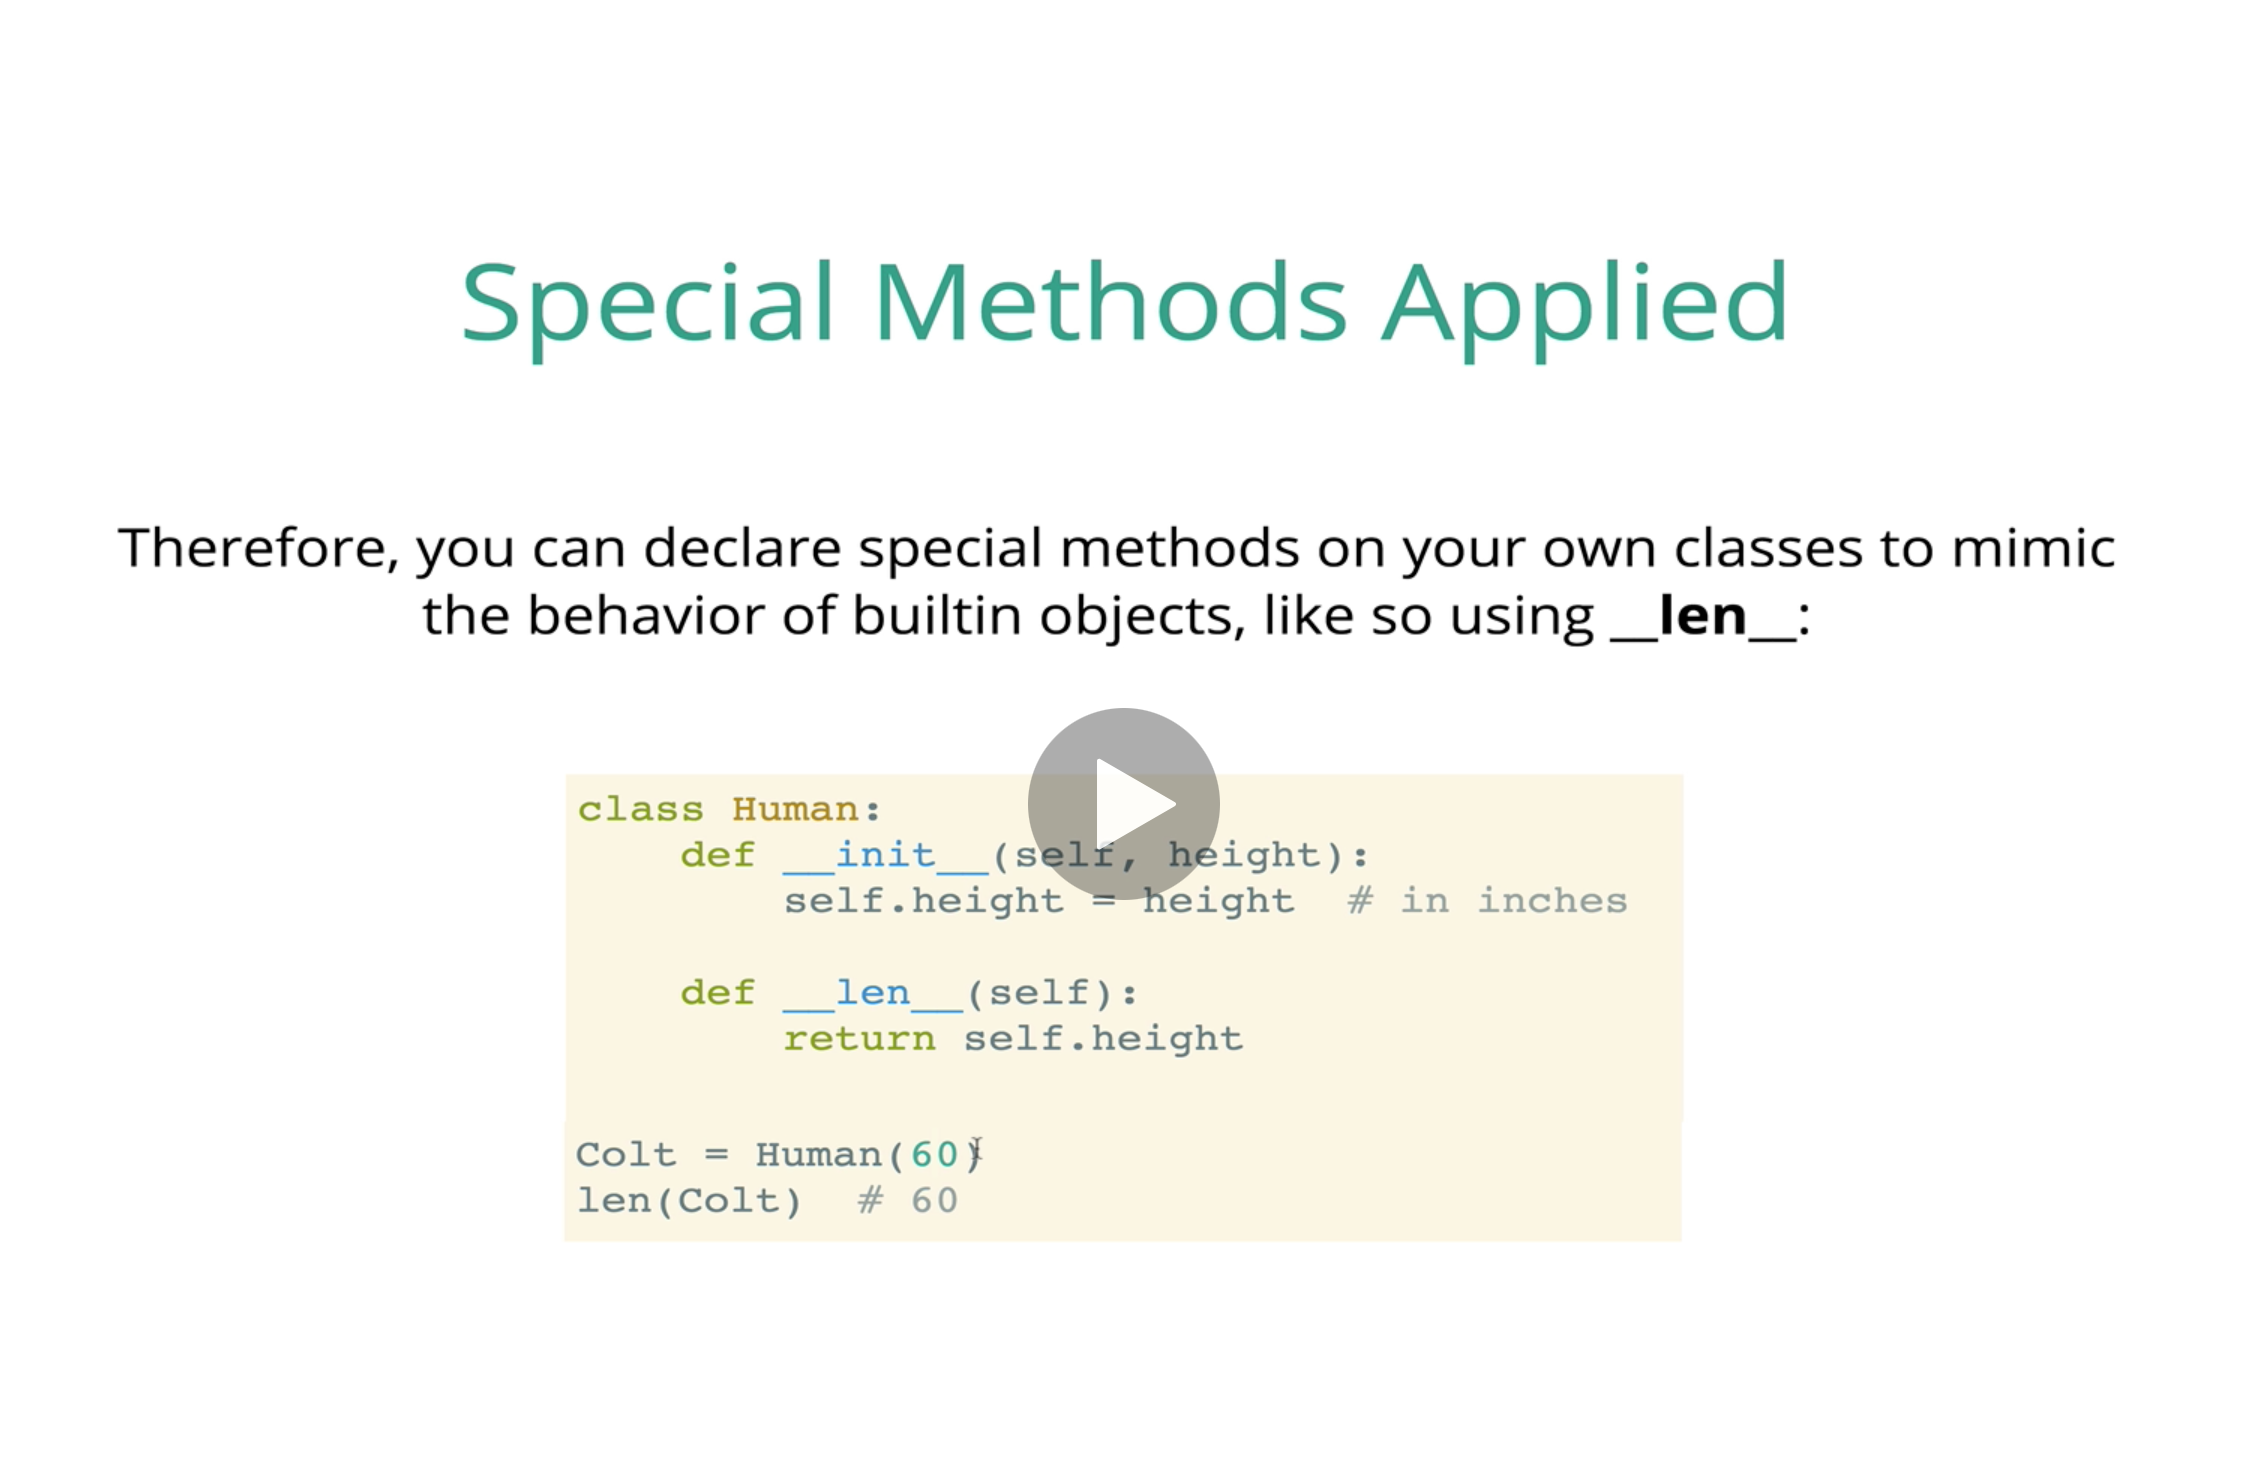 Special Methods Applied
Therefore, you can declare special methods on your own classes to mimic
the behavior of builtin objects, like so using __len__:
class Human:
    def __init__(self, height):
        self.height = height  # in inches
    def __len__(self):
        return self.height
Colt = Human(60)
len(Colt)  # 60